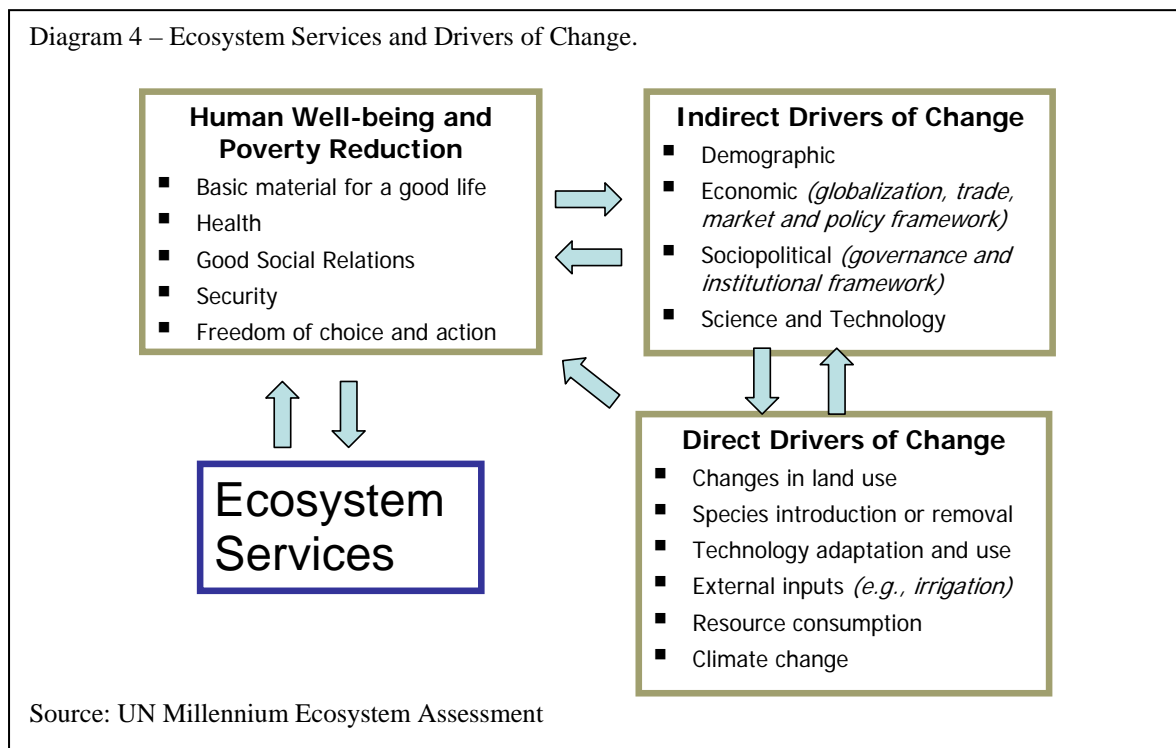 Diagram 4 – Ecosystem Services and Drivers of Change.
Human Well-being and
Poverty Reduction
▪ Basic material for a good life
▪ Health
▪ Good Social Relations
▪ Security
▪ Freedom of choice and action
Indirect Drivers of Change
▪ Demographic
▪ Economic (globalization, trade,
market and policy framework)
▪ Sociopolitical (governance and
institutional framework)
▪ Science and Technology
Ecosystem
Services
Direct Drivers of Change
▪ Changes in land use
▪ Species introduction or removal
▪ Technology adaptation and use
▪ External inputs (e.g., irrigation)
▪ Resource consumption
▪ Climate change
Source: UN Millennium Ecosystem Assessment